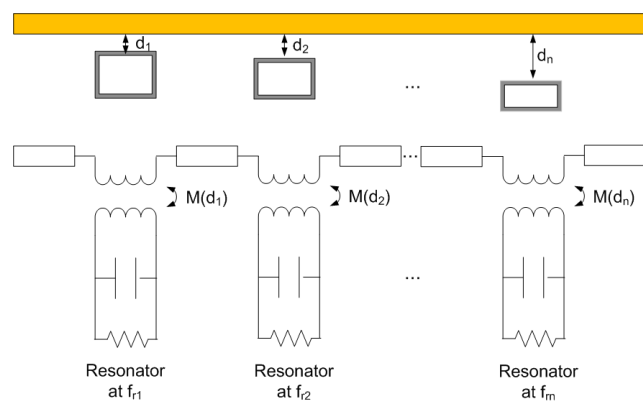 d₁
d₂
dₙ
...
...
M(d₁)
M(d₂)
M(dₙ)
...
Resonator
at fᵣ₁
Resonator
at fᵣ₂
Resonator
at fᵣₙ